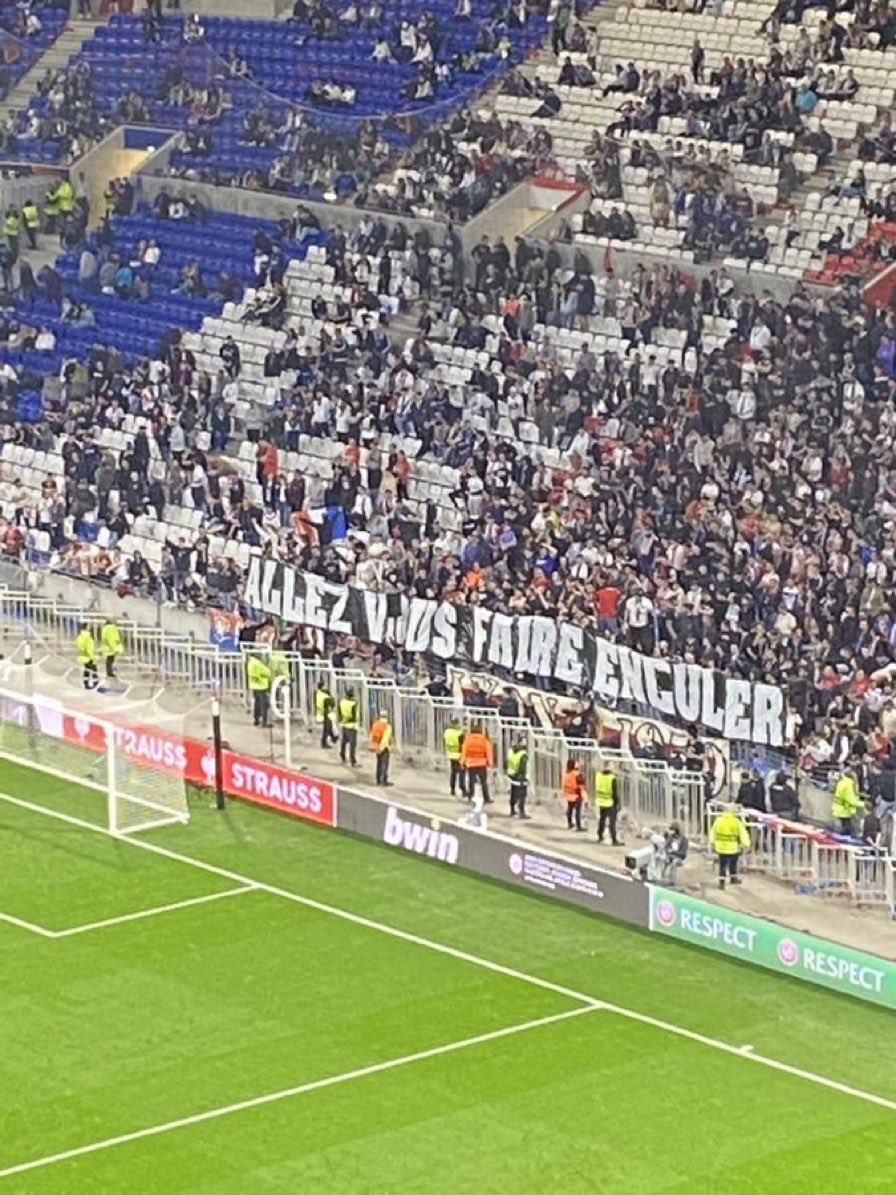 ALLEZ VOUS FAIRE ENCULER
STRAUSS
STRAUSS
bwin
RESPECT
RESPECT